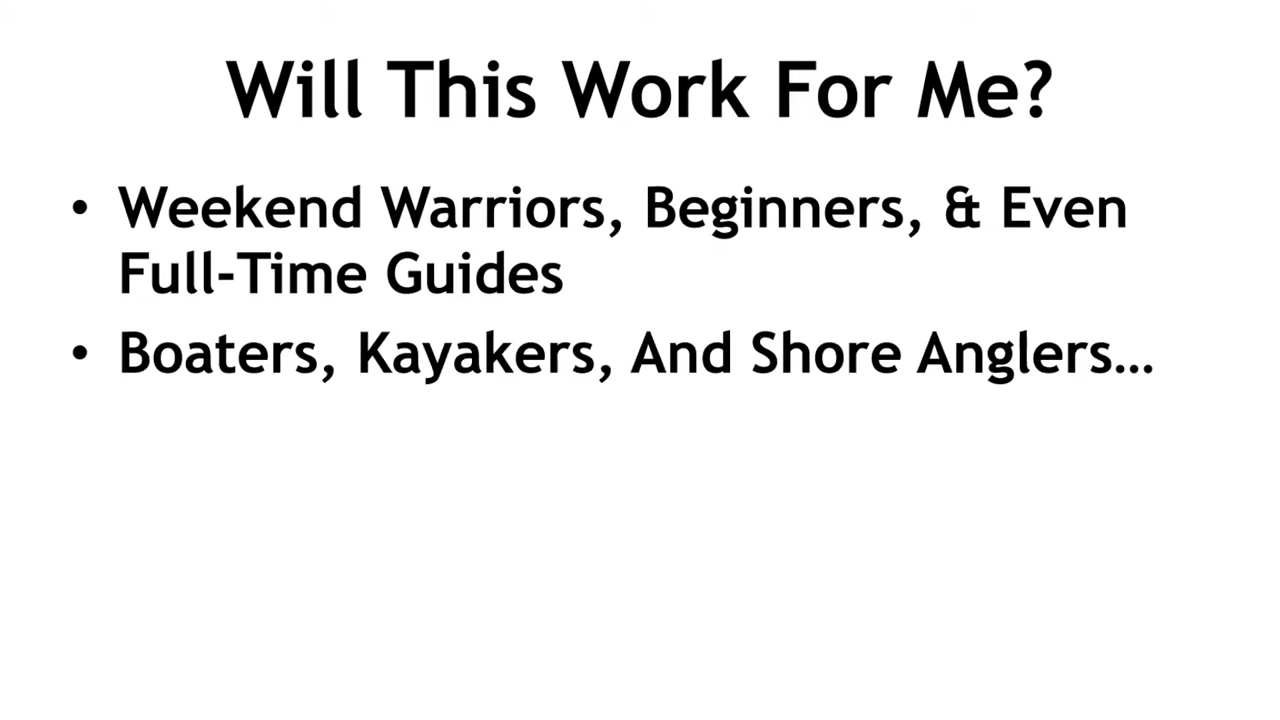 Will This Work For Me?
• Weekend Warriors, Beginners, & Even
Full-Time Guides
• Boaters, Kayakers, And Shore Anglers...